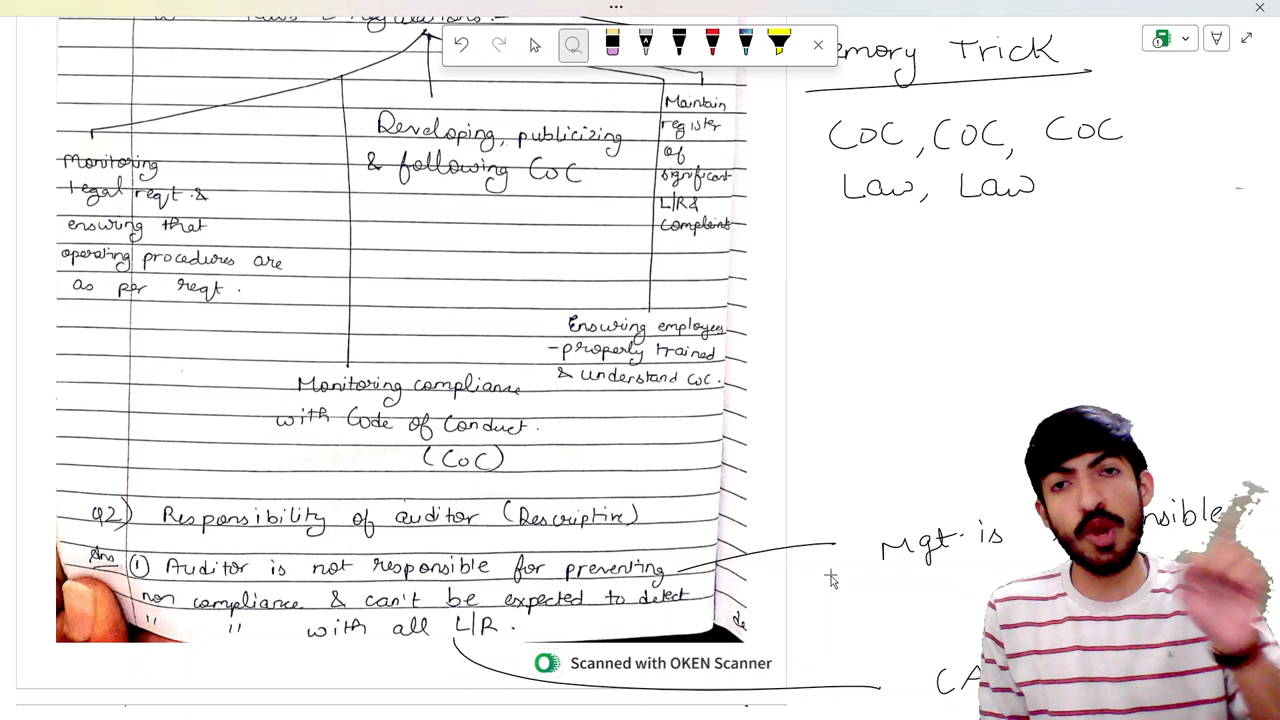 Memory Trick
CoC, COC, COC
Law, Law
Maintain
register
of
significant
L/R &
complaints
Developing, publicizing
& following CoC
Monitoring
legal reqt. &
ensuring that
operating procedures are
as per reqt.
Ensuring employees
- properly trained
& understand CoC.
Monitoring compliance
with Code of Conduct.
(CoC)
Q2) Responsibility of auditor (Descriptive)
Ans ① Auditor is not responsible for preventing
non compliance & can't be expected to detect
" " with all L/R.
Mgt. is
CA
Scanned with OKEN Scanner